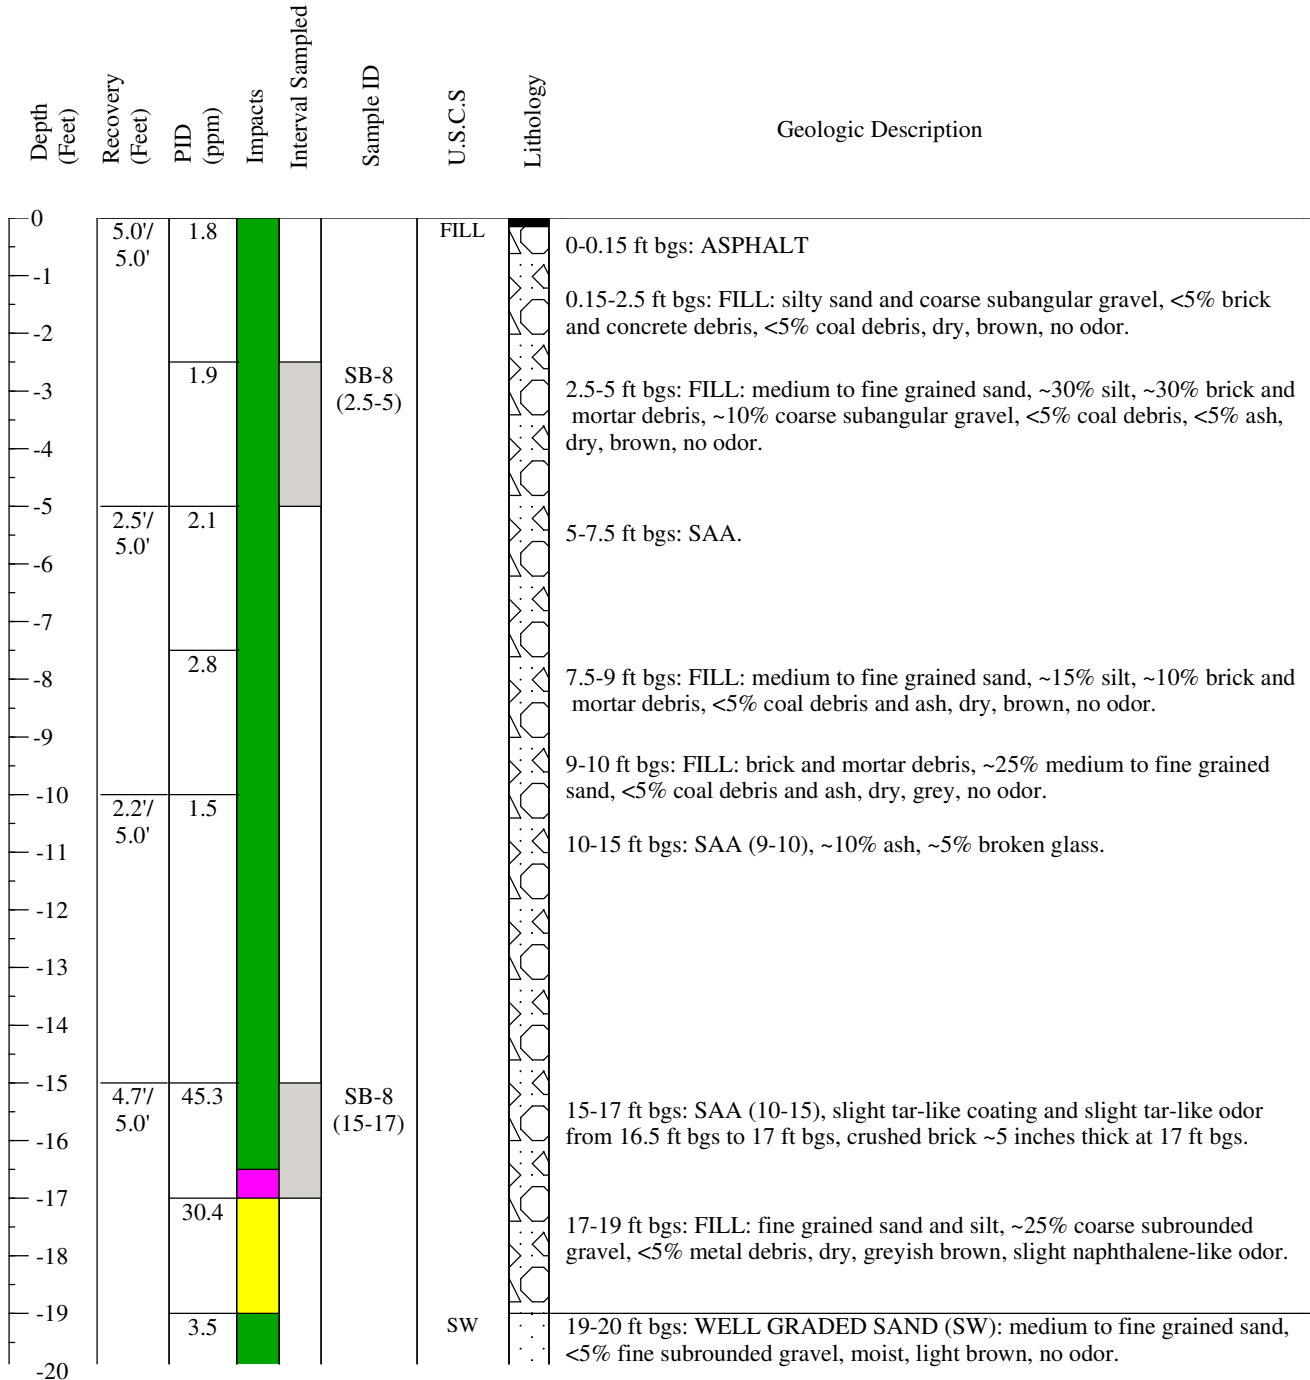 Depth
(Feet)
Recovery
(Feet)
PID
(ppm)
Impacts
Interval Sampled
Sample ID
U.S.C.S
Lithology
Geologic Description
0
5.0'/
5.0'
1.8
FILL
0-0.15 ft bgs: ASPHALT
-1
0.15-2.5 ft bgs: FILL: silty sand and coarse subangular gravel, <5% brick
and concrete debris, <5% coal debris, dry, brown, no odor.
-2
1.9
SB-8
(2.5-5)
-3
2.5-5 ft bgs: FILL: medium to fine grained sand, ~30% silt, ~30% brick and
mortar debris, ~10% coarse subangular gravel, <5% coal debris, <5% ash,
dry, brown, no odor.
-4
-5
2.5'/
5.0'
2.1
5-7.5 ft bgs: SAA.
-6
-7
2.8
-8
7.5-9 ft bgs: FILL: medium to fine grained sand, ~15% silt, ~10% brick and
mortar debris, <5% coal debris and ash, dry, brown, no odor.
-9
9-10 ft bgs: FILL: brick and mortar debris, ~25% medium to fine grained
sand, <5% coal debris and ash, dry, grey, no odor.
-10
2.2'/
5.0'
1.5
-11
10-15 ft bgs: SAA (9-10), ~10% ash, ~5% broken glass.
-12
-13
-14
-15
4.7'/
5.0'
45.3
SB-8
(15-17)
15-17 ft bgs: SAA (10-15), slight tar-like coating and slight tar-like odor
from 16.5 ft bgs to 17 ft bgs, crushed brick ~5 inches thick at 17 ft bgs.
-16
-17
30.4
17-19 ft bgs: FILL: fine grained sand and silt, ~25% coarse subrounded
gravel, <5% metal debris, dry, greyish brown, slight naphthalene-like odor.
-18
-19
3.5
SW
19-20 ft bgs: WELL GRADED SAND (SW): medium to fine grained sand,
<5% fine subrounded gravel, moist, light brown, no odor.
-20